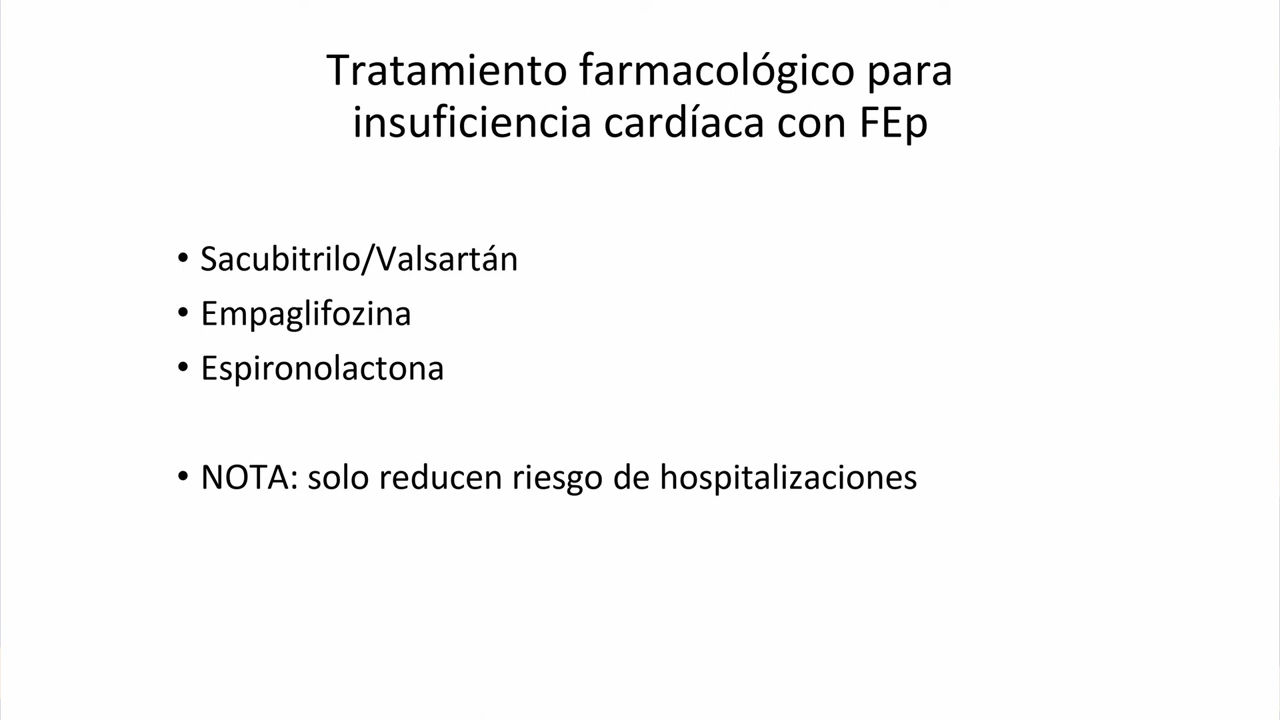 Tratamiento farmacológico para
insuficiencia cardíaca con FEp
• Sacubitrilo/Valsartán
• Empaglifozina
• Espironolactona
• NOTA: solo reducen riesgo de hospitalizaciones